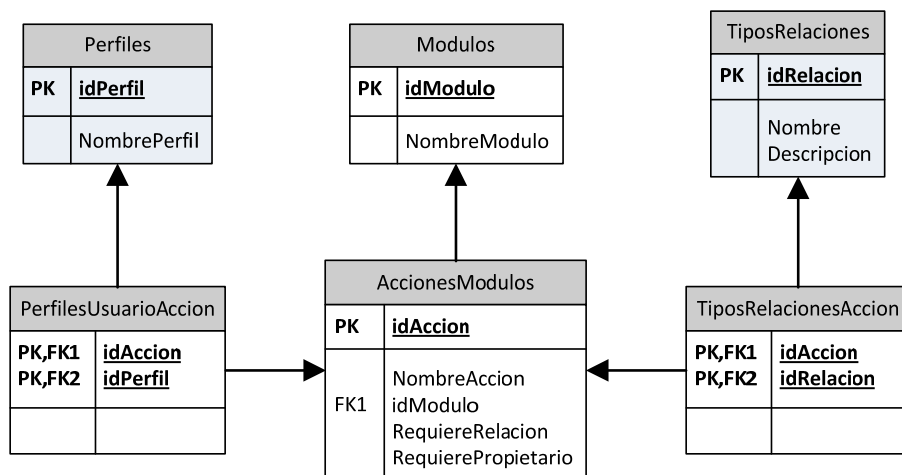 Perfiles
PK idPerfil
NombrePerfil
Modulos
PK idModulo
NombreModulo
TiposRelaciones
PK idRelacion
Nombre
Descripcion
PerfilesUsuarioAccion
PK,FK1 idAccion
PK,FK2 idPerfil
AccionesModulos
PK idAccion
NombreAccion
FK1 idModulo
RequiereRelacion
RequierePropietario
TiposRelacionesAccion
PK,FK1 idAccion
PK,FK2 idRelacion